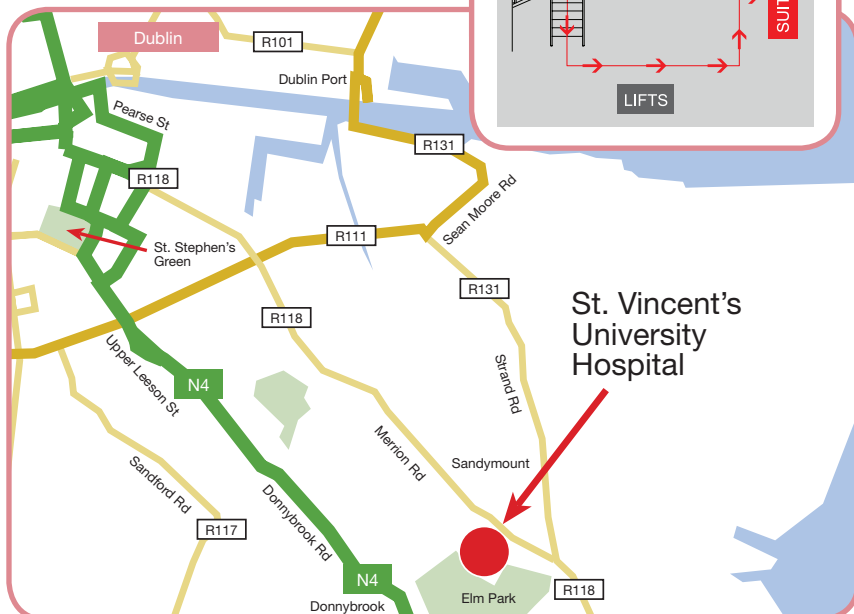 Dublin
R101
Dublin Port
LIFTS
Pearse St
R131
R118
Sean Moore Rd
R111
St. Stephen's
Green
R131
St. Vincent's
University
Hospital
R118
Upper Leeson St
Strand Rd
N4
Merrion Rd
Sandymount
Sandford Rd
Donnybrook Rd
R117
N4
Donnybrook
Elm Park
R118